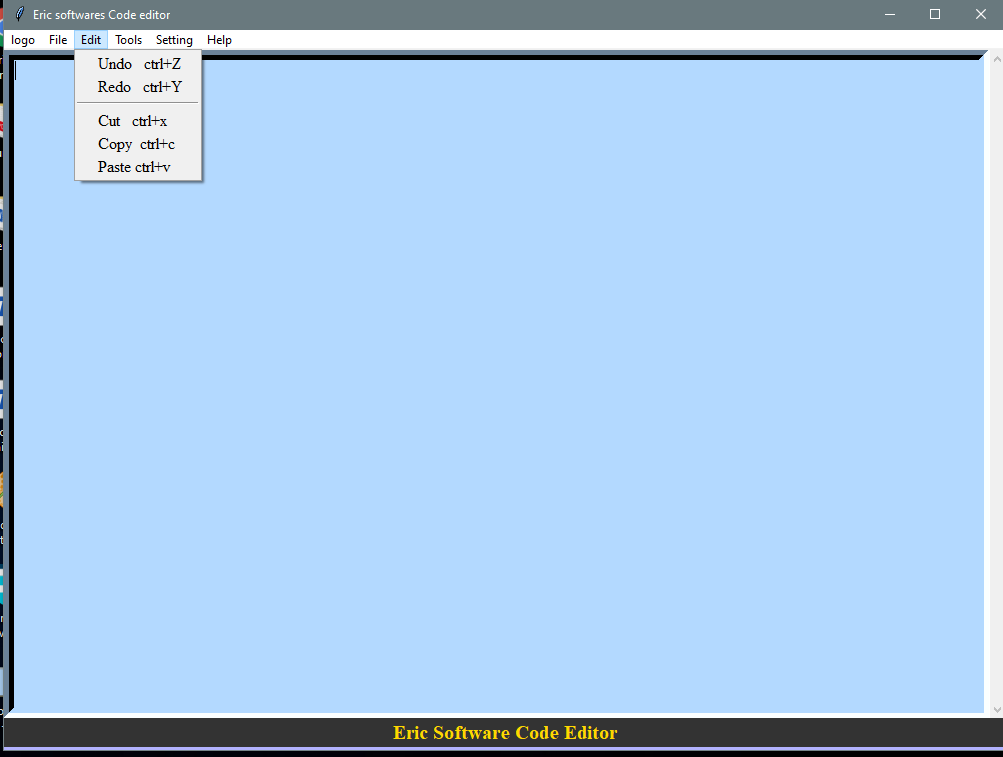 Eric softwares Code editor
logo File Edit Tools Setting Help
Undo ctrl+Z
Redo ctrl+Y
Cut ctrl+x
Copy ctrl+c
Paste ctrl+v
Eric Software Code Editor